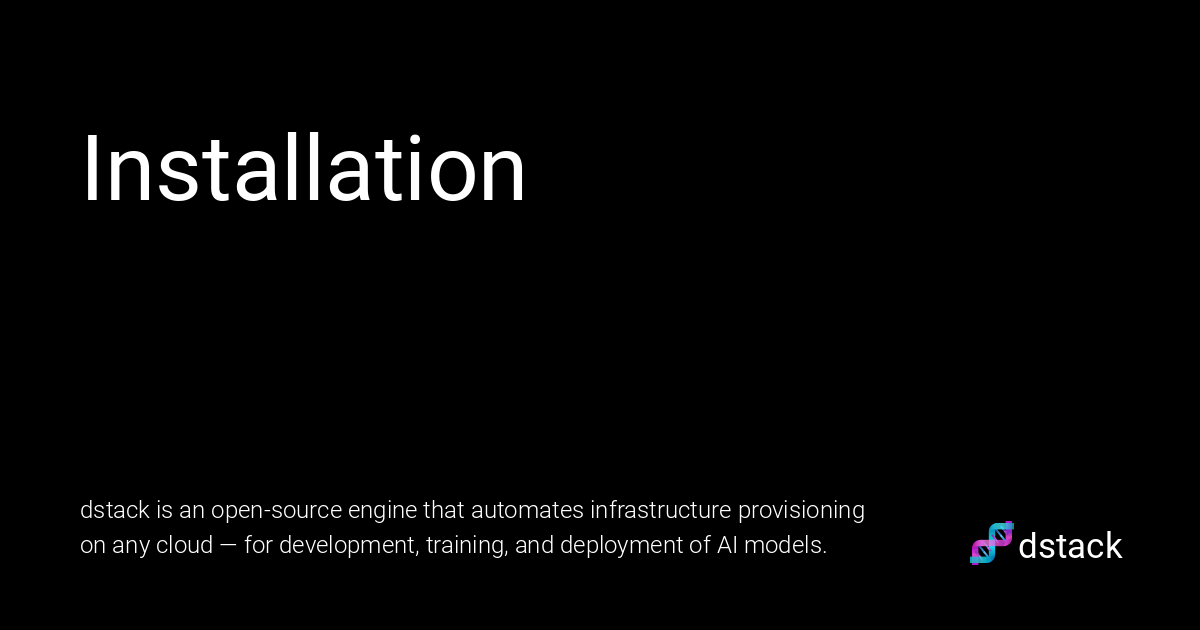 Installation
dstack is an open-source engine that automates infrastructure provisioning
on any cloud — for development, training, and deployment of AI models.
dstack